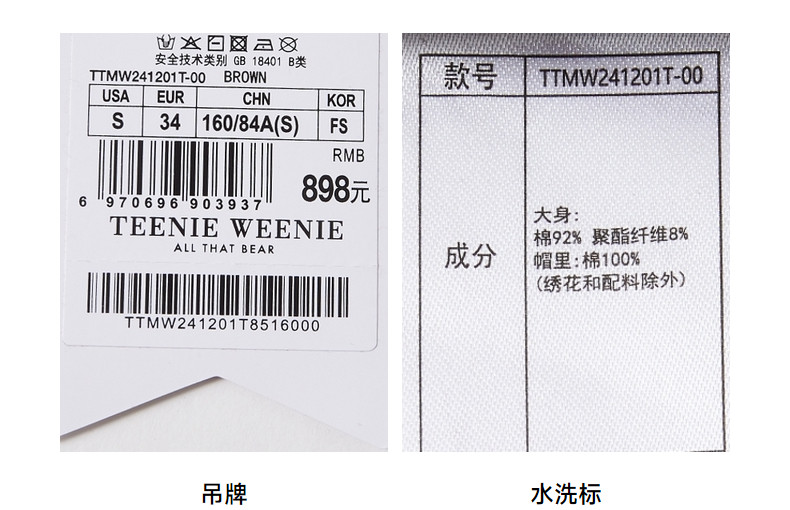 安全技术类别 GB 18401 B类
TTMW241201T-00 BROWN
USA EUR CHN KOR
S 34 160/84A(S) FS
RMB
898元
6 970696 903937
TEENIE WEENIE
ALL THAT BEAR
TTMW241201T8516000
吊牌
款号 TTMW241201T-00
成分
大身:
棉92% 聚酯纤维8%
帽里:棉100%
(绣花和配料除外)
水洗标